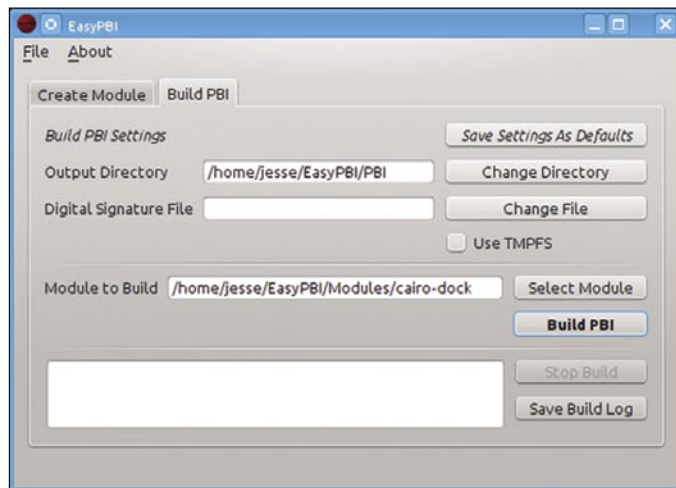 EasyPBI
File About
Create Module Build PBI
Build PBI Settings Save Settings As Defaults
Output Directory /home/jesse/EasyPBI/PBI Change Directory
Digital Signature File Change File
Use TMPFS
Module to Build /home/jesse/EasyPBI/Modules/cairo-dock Select Module
Build PBI
Stop Build
Save Build Log